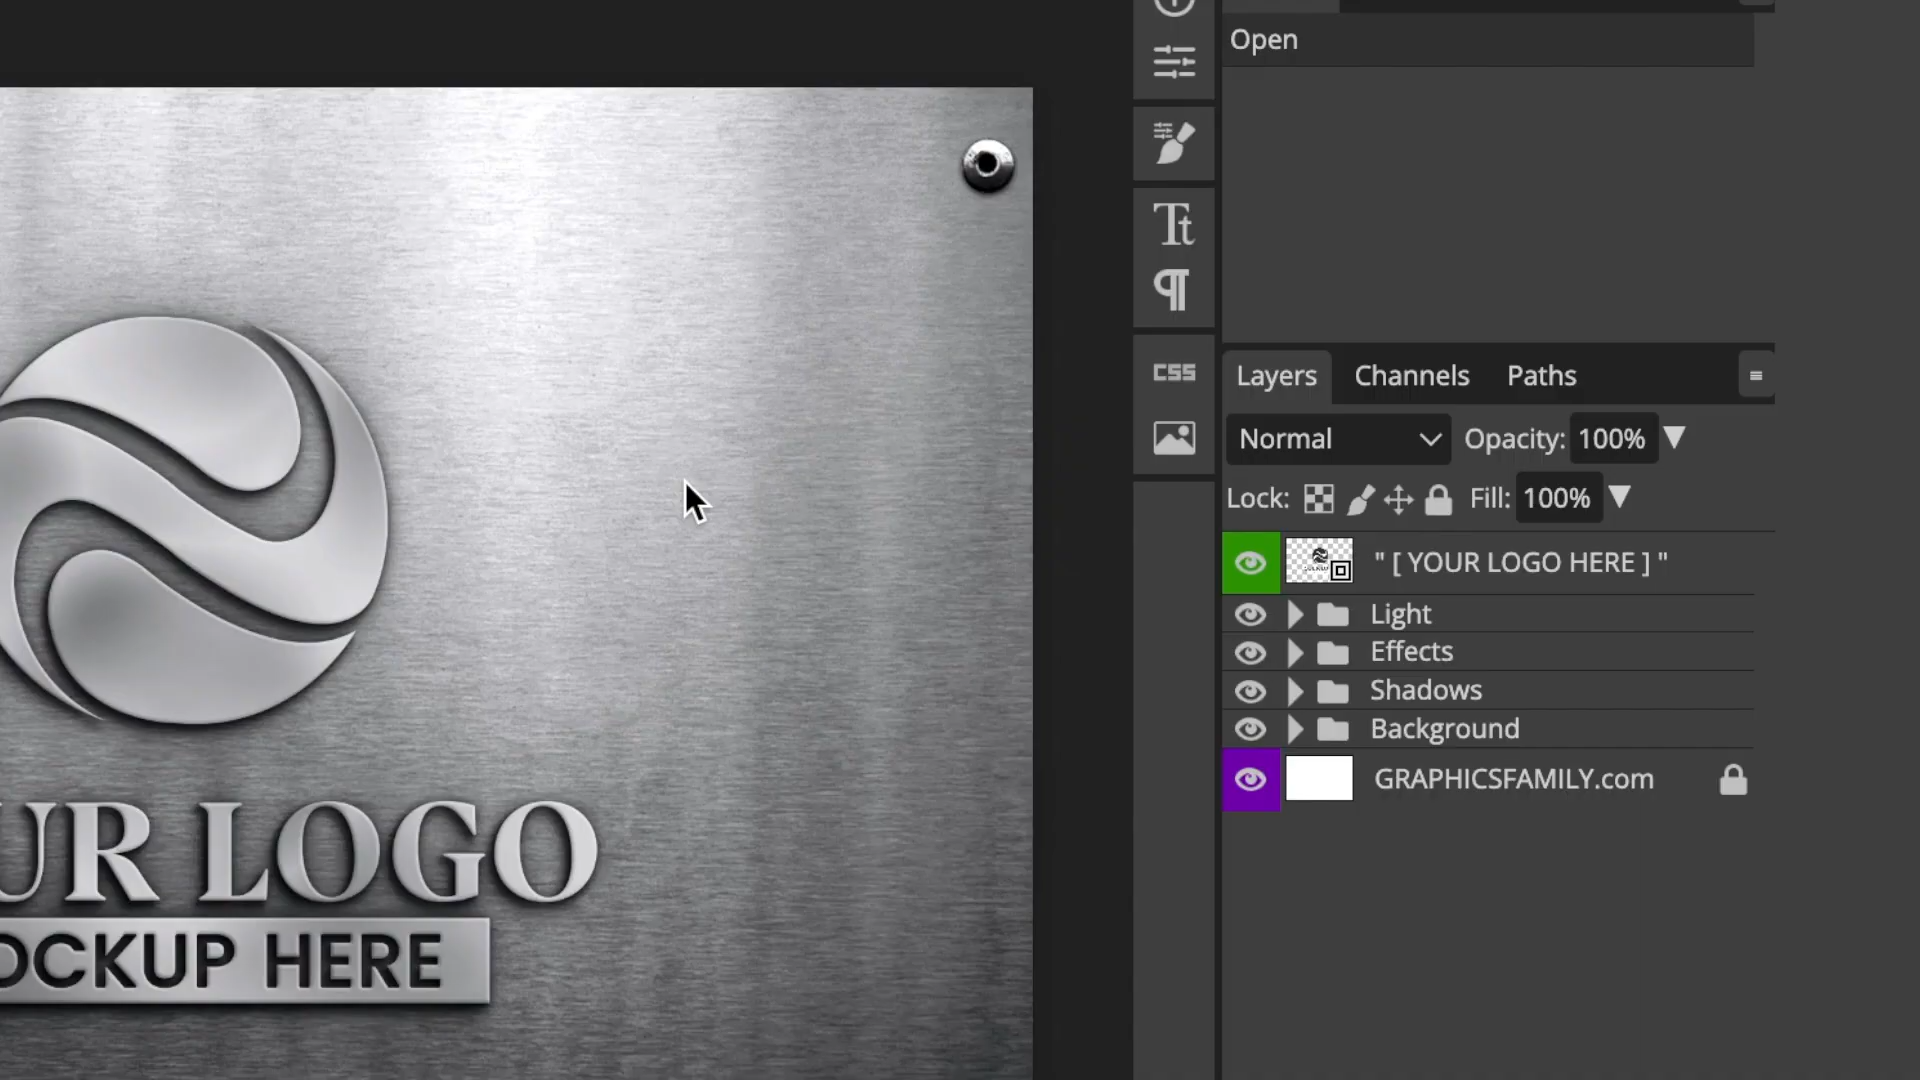 Open
Tt
¶
CSS
Layers Channels Paths
Normal Opacity: 100%
Lock: Fill: 100%
" [ YOUR LOGO HERE ] "
Light
Effects
Shadows
Background
GRAPHICSFAMILY.com
UR LOGO
OCKUP HERE